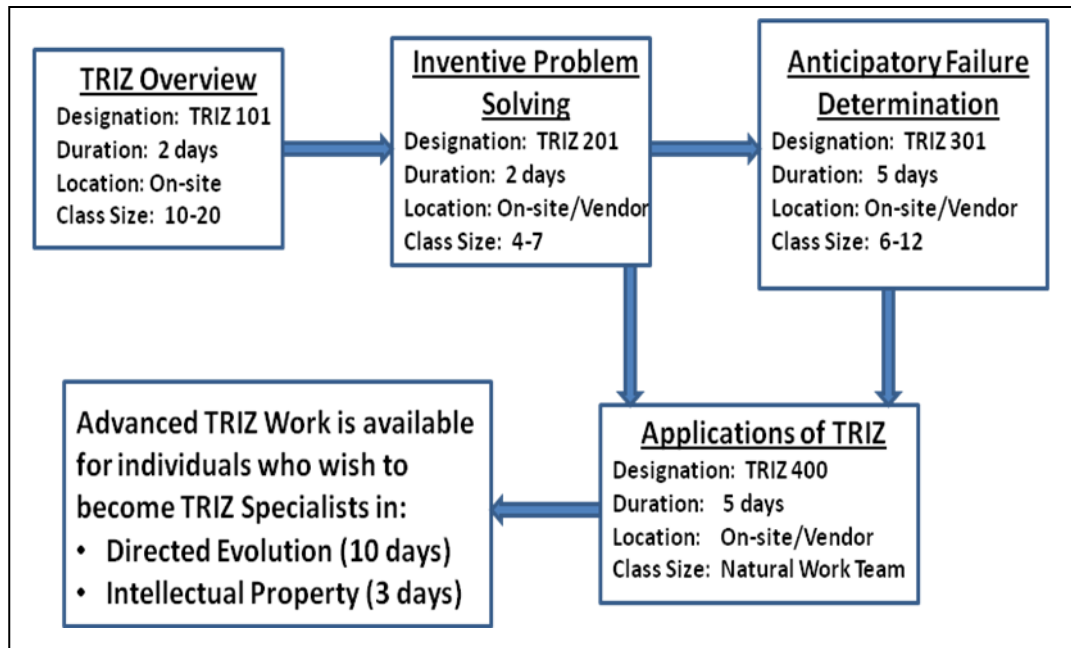 TRIZ Overview
Designation: TRIZ 101
Duration: 2 days
Location: On-site
Class Size: 10-20
Inventive Problem
Solving
Designation: TRIZ 201
Duration: 2 days
Location: On-site/Vendor
Class Size: 4-7
Anticipatory Failure
Determination
Designation: TRIZ 301
Duration: 5 days
Location: On-site/Vendor
Class Size: 6-12
Applications of TRIZ
Designation: TRIZ 400
Duration: 5 days
Location: On-site/Vendor
Class Size: Natural Work Team
Advanced TRIZ Work is available
for individuals who wish to
become TRIZ Specialists in:
• Directed Evolution (10 days)
• Intellectual Property (3 days)